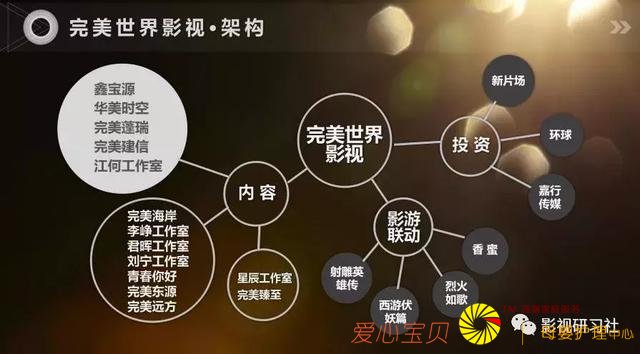 完美世界影视·架构
鑫宝源
华美时空
完美蓬瑞
完美建信
江何工作室
完美海岸
李峥工作室
君晖工作室
刘宁工作室
青春你好
完美东源
完美远方
内容
星辰工作室
完美臻至
完美世界
影视
投资
新片场
环球
嘉行
传媒
影游
联动
射雕英
雄传
西游伏
妖篇
烈火
如歌
香蜜
爱心宝贝
母婴护理中心
影视研习社